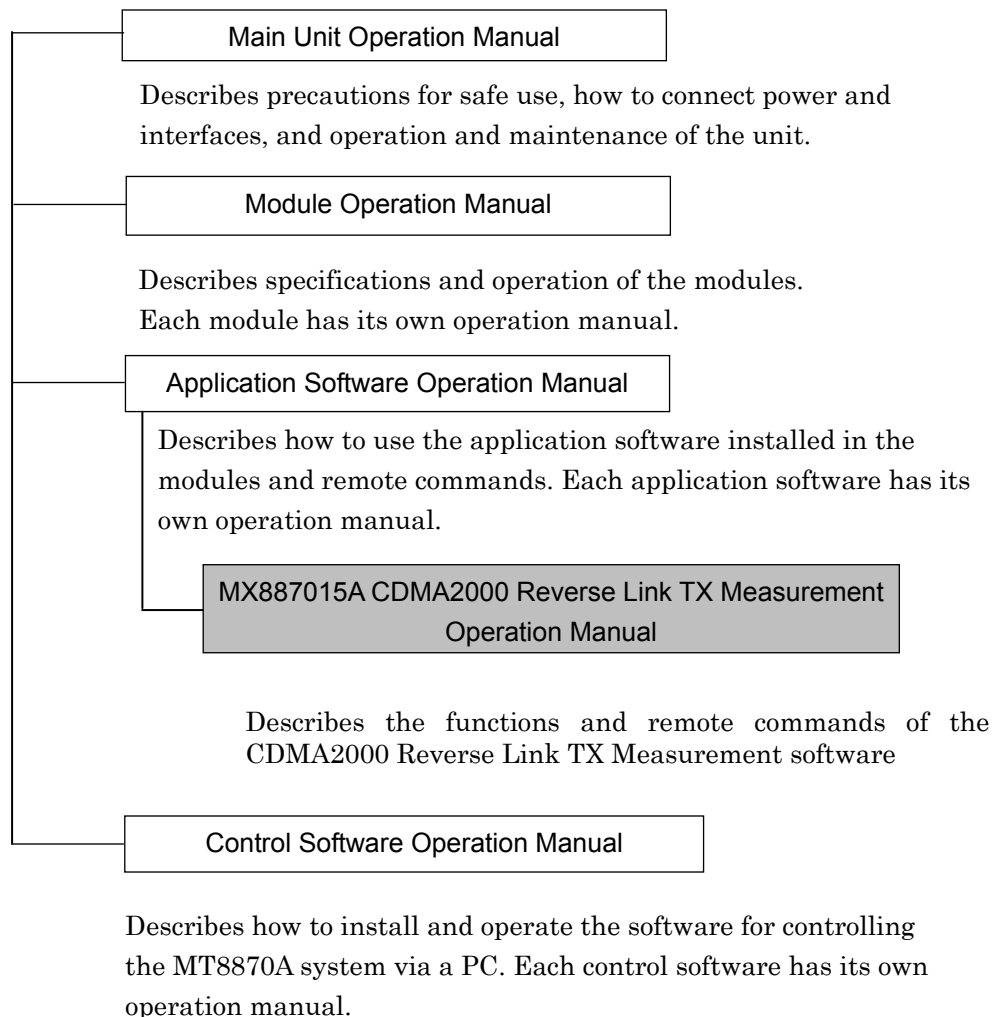 Main Unit Operation Manual
Describes precautions for safe use, how to connect power and
interfaces, and operation and maintenance of the unit.
Module Operation Manual
Describes specifications and operation of the modules.
Each module has its own operation manual.
Application Software Operation Manual
Describes how to use the application software installed in the
modules and remote commands. Each application software has its
own operation manual.
MX887015A CDMA2000 Reverse Link TX Measurement
Operation Manual
Describes the functions and remote commands of the
CDMA2000 Reverse Link TX Measurement software
Control Software Operation Manual
Describes how to install and operate the software for controlling
the MT8870A system via a PC. Each control software has its own
operation manual.